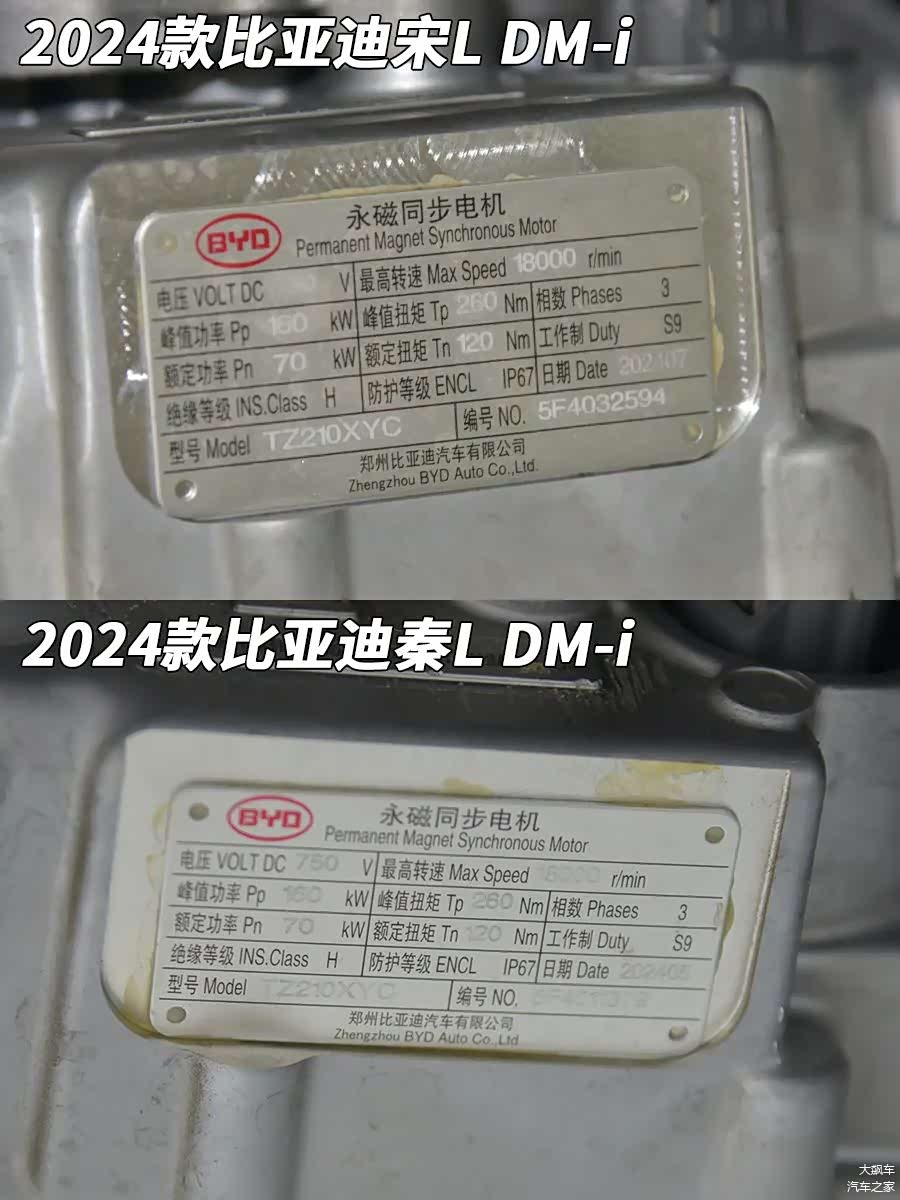 2024款比亚迪宋L DM-i
BYD
永磁同步电机
Permanent Magnet Synchronous Motor
电压 VOLT DC V 最高转速 Max Speed 18000 r/min
峰值功率 Pp 160 kW 峰值扭矩 Tp 260 Nm 相数 Phases 3
额定功率 Pn 70 kW 额定扭矩 Tn 120 Nm 工作制 Duty S9
绝缘等级 INS.Class H 防护等级 ENCL IP67 日期 Date 202407
型号 Model TZ210XYC 编号 NO. 5F4032594
郑州比亚迪汽车有限公司
Zhengzhou BYD Auto Co.,Ltd.
2024款比亚迪秦L DM-i
BYD
永磁同步电机
Permanent Magnet Synchronous Motor
电压 VOLT DC 750 V 最高转速 Max Speed 18000 r/min
峰值功率 Pp 160 kW 峰值扭矩 Tp 260 Nm 相数 Phases 3
额定功率 Pn 70 kW 额定扭矩 Tn 120 Nm 工作制 Duty S9
绝缘等级 INS.Class H 防护等级 ENCL IP67 日期 Date 202405
型号 Model TZ210XYC 编号 NO.
郑州比亚迪汽车有限公司
Zhengzhou BYD Auto Co.,Ltd
大飙车
汽车之家